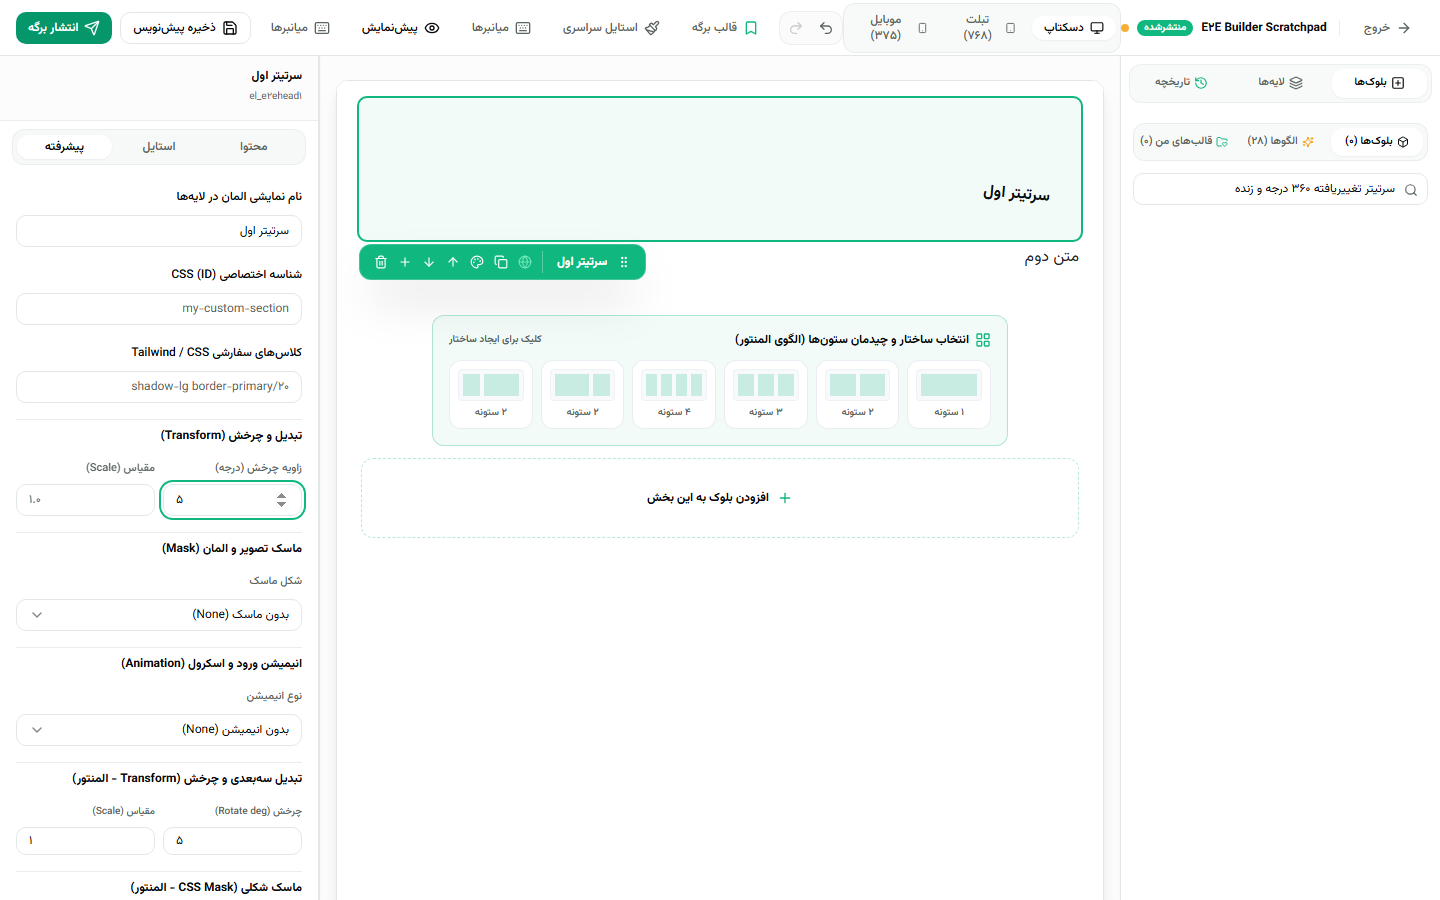 خروج
E2E Builder Scratchpad
منتشرشده
دسکتاپ
تبلت (۷۶۸)
موبایل (۳۷۵)
قالب برگه
استایل سراسری
میانبرها
پیش‌نمایش
میانبرها
ذخیره پیش‌نویس
انتشار برگه
بلوک‌ها
لایه‌ها
تاریخچه
بلوک‌ها (۰)
الگوها (۲۸)
قالب‌های من (۰)
سرتیتر تغییریافته ۳۶۰ درجه و زنده
سرتیتر اول
سرتیتر اول
متن دوم
انتخاب ساختار و چیدمان ستون‌ها (الگوی المنتور)
کلیک برای ایجاد ساختار
۱ ستونه
۲ ستونه
۳ ستونه
۴ ستونه
۲ ستونه
۲ ستونه
افزودن بلوک به این بخش
سرتیتر اول
el_e۲ehead۱
محتوا
استایل
پیشرفته
نام نمایشی المان در لایه‌ها
سرتیتر اول
شناسه اختصاصی CSS (ID)
my-custom-section
کلاس‌های سفارشی Tailwind / CSS
shadow-lg border-primary/۲۰
تبدیل و چرخش (Transform)
زاویه چرخش (درجه)
مقیاس (Scale)
۵
۱.۰
ماسک تصویر و المان (Mask)
شکل ماسک
بدون ماسک (None)
انیمیشن ورود و اسکرول (Animation)
نوع انیمیشن
بدون انیمیشن (None)
تبدیل سه‌بعدی و چرخش (Transform - المنتور)
چرخش (Rotate deg)
مقیاس (Scale)
۵
۱
ماسک شکلی (CSS Mask - المنتور)